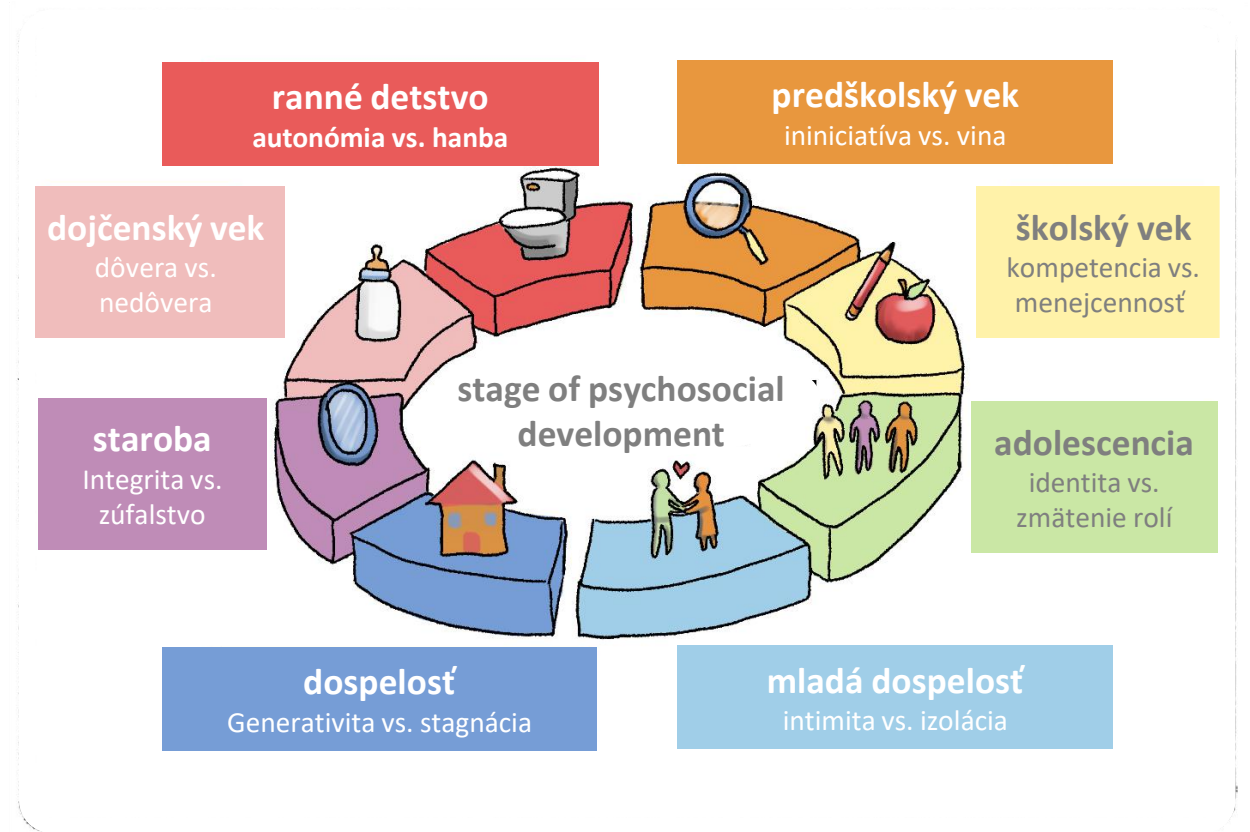 ranné detstvo
autonómia vs. hanba
predškolský vek
ininiciatíva vs. vina
dojčenský vek
dôvera vs.
nedôvera
školský vek
kompetencia vs.
menejcennosť
stage of psychosocial
development
staroba
Integrita vs.
zúfalstvo
adolescencia
identita vs.
zmätenie rolí
dospelosť
Generativita vs. stagnácia
mladá dospelosť
intimita vs. izolácia